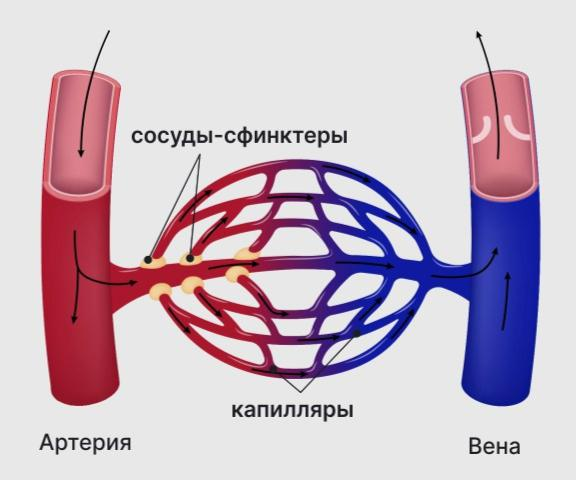 сосуды-сфинктеры
капилляры
Артерия
Вена